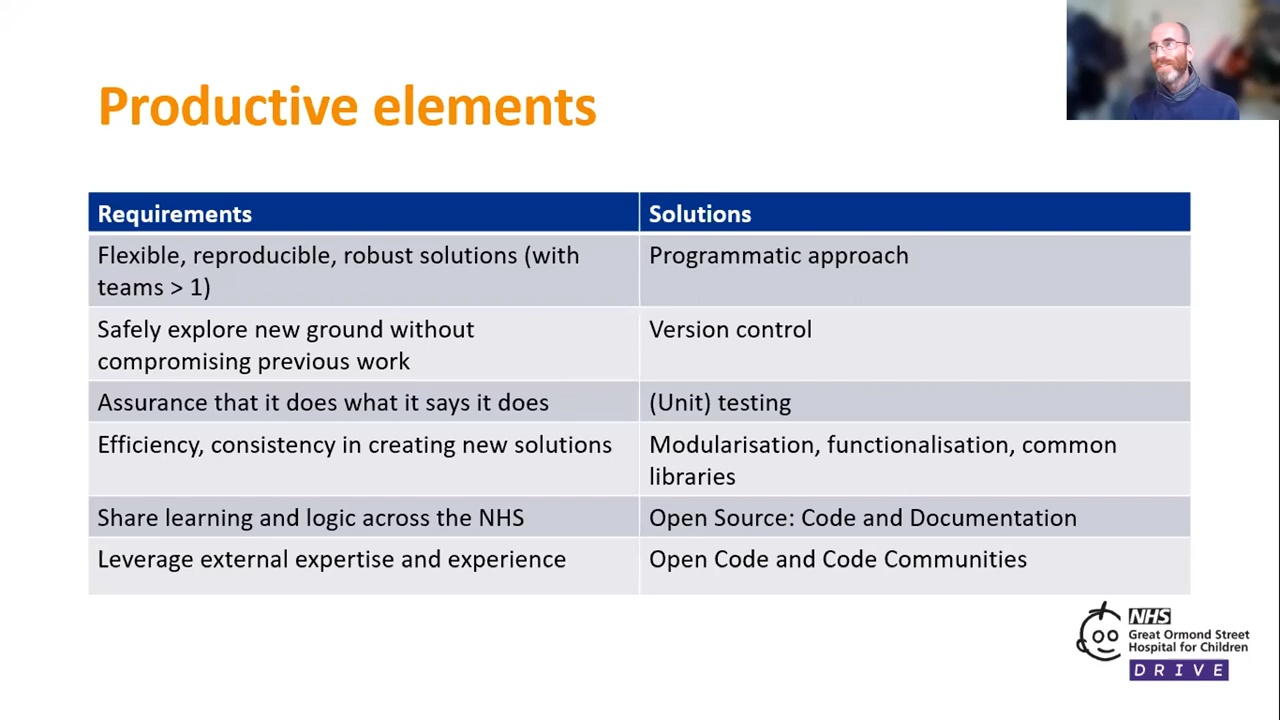 Productive elements
Requirements
Solutions
Flexible, reproducible, robust solutions (with
teams > 1)
Programmatic approach
Safely explore new ground without
compromising previous work
Version control
Assurance that it does what it says it does
(Unit) testing
Efficiency, consistency in creating new solutions
Modularisation, functionalisation, common
libraries
Share learning and logic across the NHS
Open Source: Code and Documentation
Leverage external expertise and experience
Open Code and Code Communities
NHS
Great Ormond Street
Hospital for Children
DRIVE